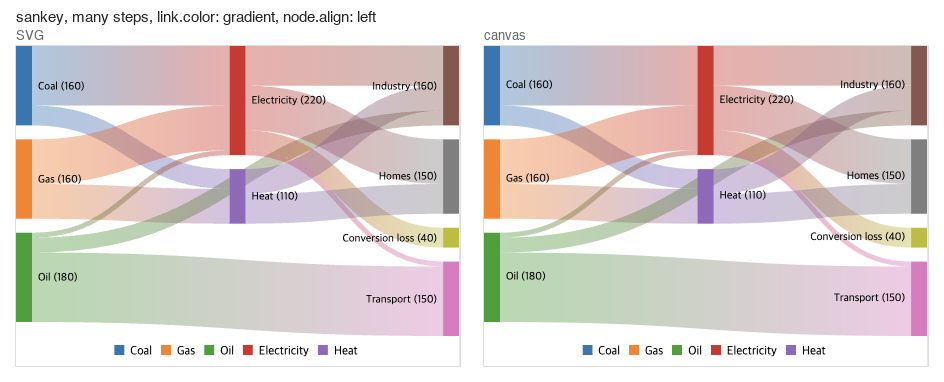 sankey, many steps, link.color: gradient, node.align: left
SVG
Coal (160)
Gas (160)
Oil (180)
Electricity (220)
Heat (110)
Industry (160)
Homes (150)
Conversion loss (40)
Transport (150)
Coal Gas Oil Electricity Heat
canvas
Coal (160)
Gas (160)
Oil (180)
Electricity (220)
Heat (110)
Industry (160)
Homes (150)
Conversion loss (40)
Transport (150)
Coal Gas Oil Electricity Heat